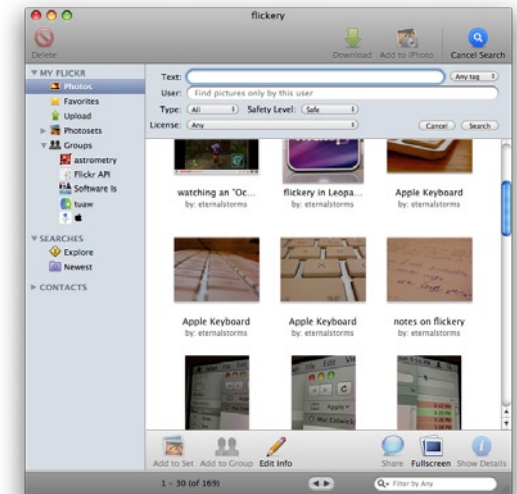 flickery
Delete
Download Add to iPhoto Cancel Search
MY FLICKR
Photos
Favorites
Upload
Photosets
Groups
astrometry
Flickr API
Software Is
tuaw
SEARCHES
Explore
Newest
CONTACTS
Text: Any tag
User: Find pictures only by this user
Type: All Safety Level: Safe
License: Any Cancel Search
watching an "Oc... flickery in Leopa... Apple Keyboard
by: eternalstorms by: eternalstorms by: eternalstorms
Apple Keyboard Apple Keyboard notes on flickery
by: eternalstorms by: eternalstorms by: eternalstorms
Add to Set Add to Group Edit Info Share Fullscreen Show Details
1 - 30 (of 169) Filter by Any